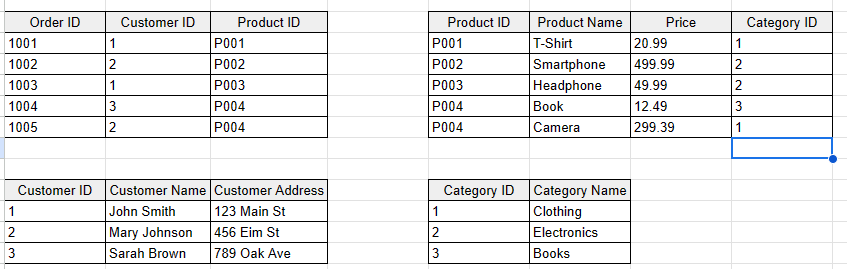 Order ID Customer ID Product ID
1001 1 P001
1002 2 P002
1003 1 P003
1004 3 P004
1005 2 P004
Product ID Product Name Price Category ID
P001 T-Shirt 20.99 1
P002 Smartphone 499.99 2
P003 Headphone 49.99 2
P004 Book 12.49 3
P004 Camera 299.39 1
Customer ID Customer Name Customer Address
1 John Smith 123 Main St
2 Mary Johnson 456 Eim St
3 Sarah Brown 789 Oak Ave
Category ID Category Name
1 Clothing
2 Electronics
3 Books